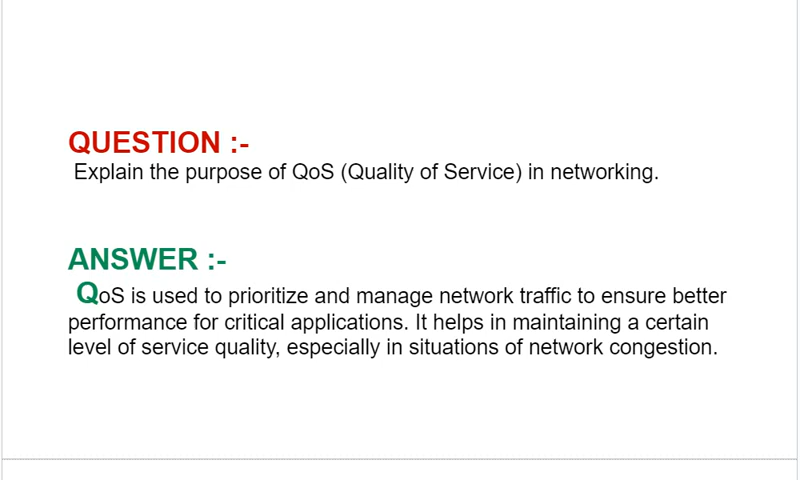 QUESTION :-
Explain the purpose of QoS (Quality of Service) in networking.
ANSWER :-
QoS is used to prioritize and manage network traffic to ensure better
performance for critical applications. It helps in maintaining a certain
level of service quality, especially in situations of network congestion.